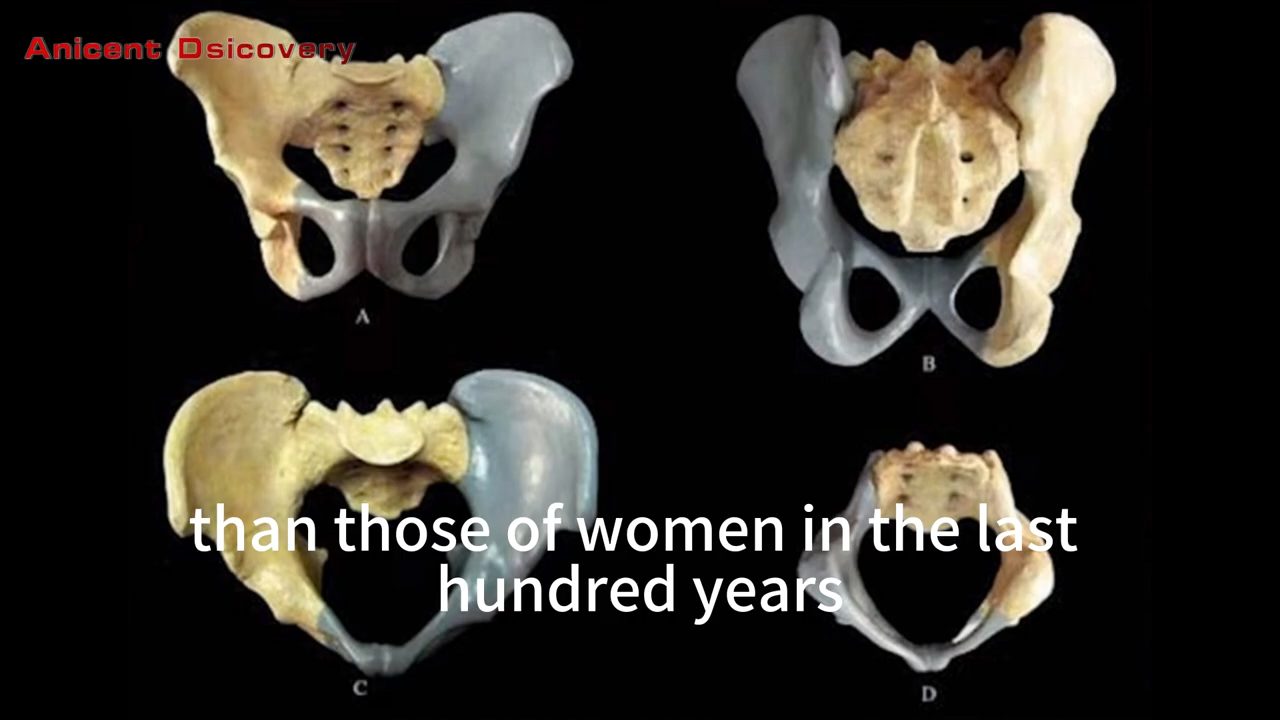 Anicent Dsicovery
A
B
than those of women in the last
hundred years
C
D